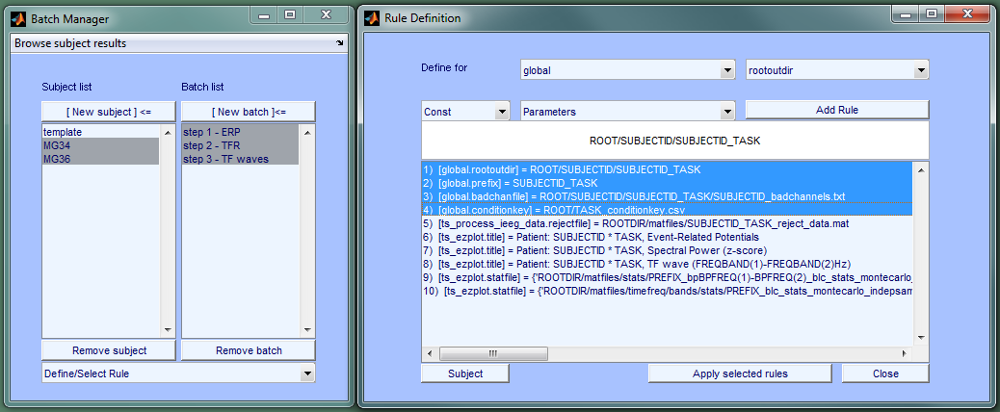 Batch Manager
Browse subject results
Subject list
Batch list
[ New subject ] <=
[ New batch ]<=
template
MG34
MG36
step 1 - ERP
step 2 - TFR
step 3 - TF waves
Remove subject
Remove batch
Define/Select Rule
Rule Definition
Define for
global
rootoutdir
Const
Parameters
Add Rule
ROOT/SUBJECTID/SUBJECTID_TASK
1) [global.rootoutdir] = ROOT/SUBJECTID/SUBJECTID_TASK
2) [global.prefix] = SUBJECTID_TASK
3) [global.badchanfile] = ROOT/SUBJECTID/SUBJECTID_TASK/SUBJECTID_badchannels.txt
4) [global.conditionkey] = ROOT/TASK_conditionkey.csv
5) [ts_process_ieeg_data.rejectfile] = ROOTDIR/matfiles/SUBJECTID_TASK_reject_data.mat
6) [ts_ezplot.title] = Patient: SUBJECTID * TASK, Event-Related Potentials
7) [ts_ezplot.title] = Patient: SUBJECTID * TASK, Spectral Power (z-score)
8) [ts_ezplot.title] = Patient: SUBJECTID * TASK, TF wave (FREQBAND(1)-FREQBAND(2)Hz)
9) [ts_ezplot.statfile] = {'ROOTDIR/matfiles/stats/PREFIX_bpBPFREQ(1)-BPFREQ(2)_blc_stats_montecarlo_
10) [ts_ezplot.statfile] = {'ROOTDIR/matfiles/timefreq/bands/stats/PREFIX_blc_stats_montecarlo_indepsam
Subject
Apply selected rules
Close